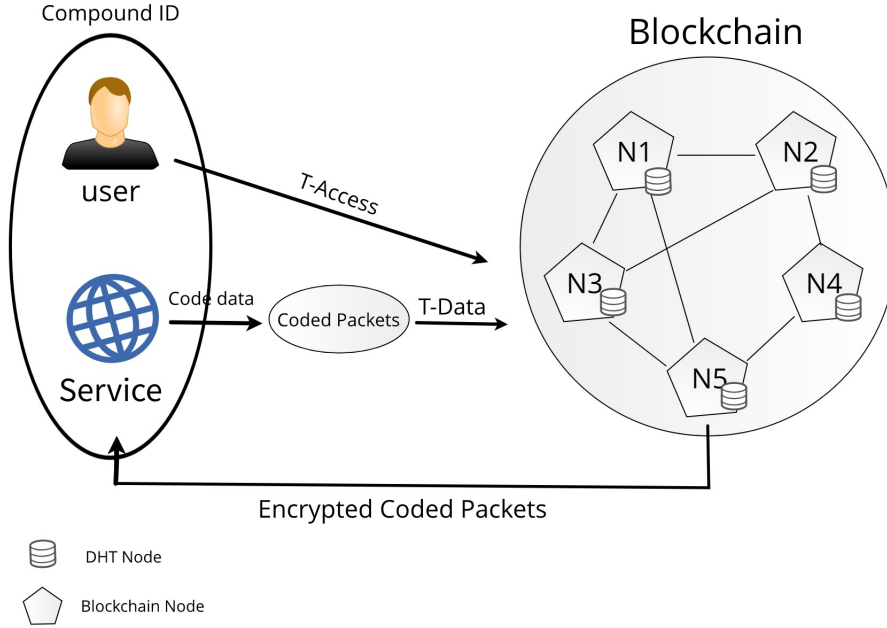 Compound ID
Blockchain
user
T-Access
N1
N2
N3
N4
N5
Code data
Coded Packets
T-Data
Service
Encrypted Coded Packets
DHT Node
Blockchain Node